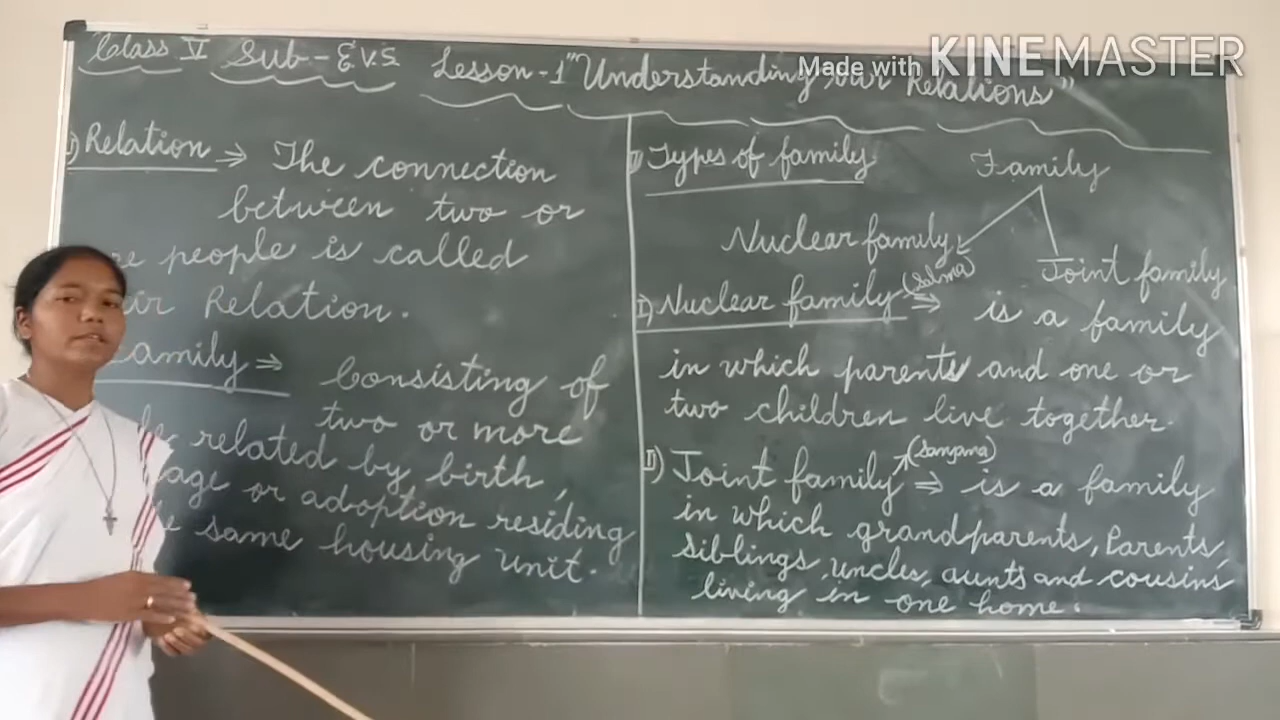 Class V Sub - E.V.S. Lesson - 1 "Understanding our Relations"
Made with KINEMASTER
I) Relation ⇒ The connection
between two or
people is called
Relation.
Family ⇒ Consisting of
two or more
related by birth,
or adoption residing
same housing unit.
Types of family
Family
Nuclear family
Joint family
I) Nuclear family (Salma) ⇒ is a family
in which parents and one or
two children live together.
II) Joint family (Sanjana) ⇒ is a family
in which grandparents, Parents,
siblings, uncles, aunts and cousins
living in one home.